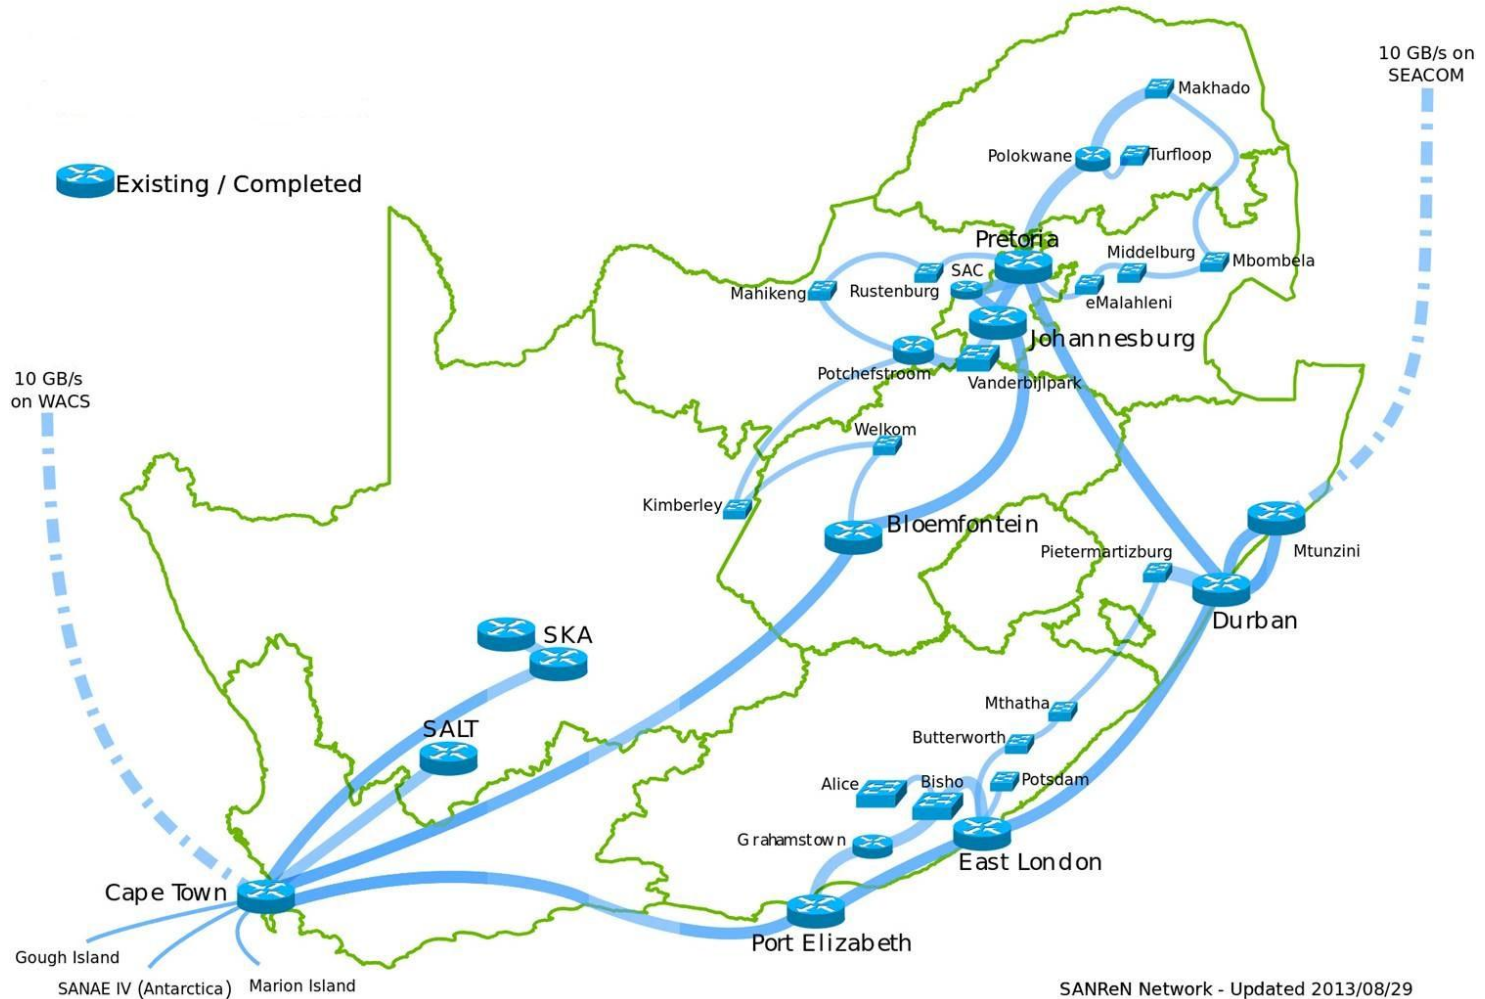 10 GB/s on
SEACOM
Makhado
Polokwane
Turfloop
Existing / Completed
Pretoria
Middelburg
Mbombela
SAC
Mahikeng
Rustenburg
eMalahleni
Johannesburg
10 GB/s
on WACS
Potchefstroom
Vanderbijlpark
Welkom
Kimberley
Bloemfontein
Pietermartizburg
Mtunzini
Durban
SKA
Mthatha
SALT
Butterworth
Alice
Bisho
Potsdam
Grahamstown
East London
Cape Town
Port Elizabeth
Gough Island
SANAE IV (Antarctica)
Marion Island
SANReN Network - Updated 2013/08/29